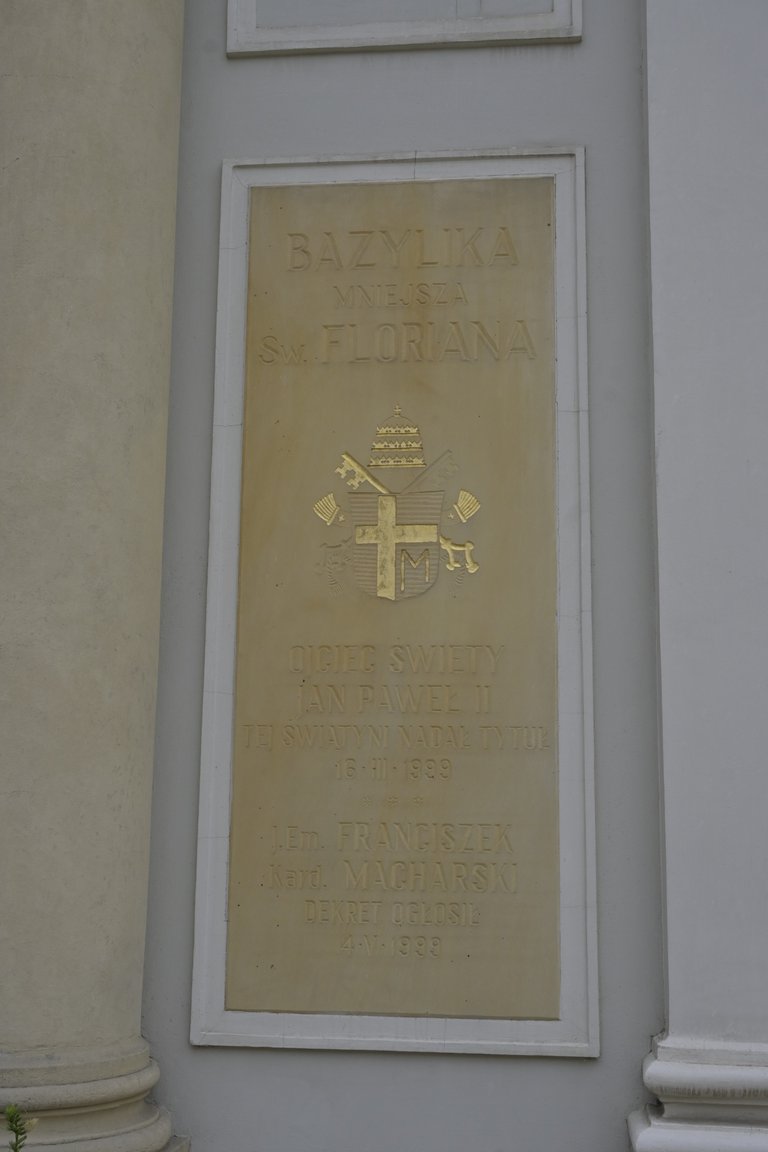 BAZYLIKA
MNIEJSZA
Św. FLORIANA
M
OJCIEC ŚWIĘTY
JAN PAWEŁ II
TEJ ŚWIĄTYNI NADAŁ TYTUŁ
16·III·1999
J.Em. FRANCISZEK
Kard. MACHARSKI
DEKRET OGŁOSIŁ
4·V·1999